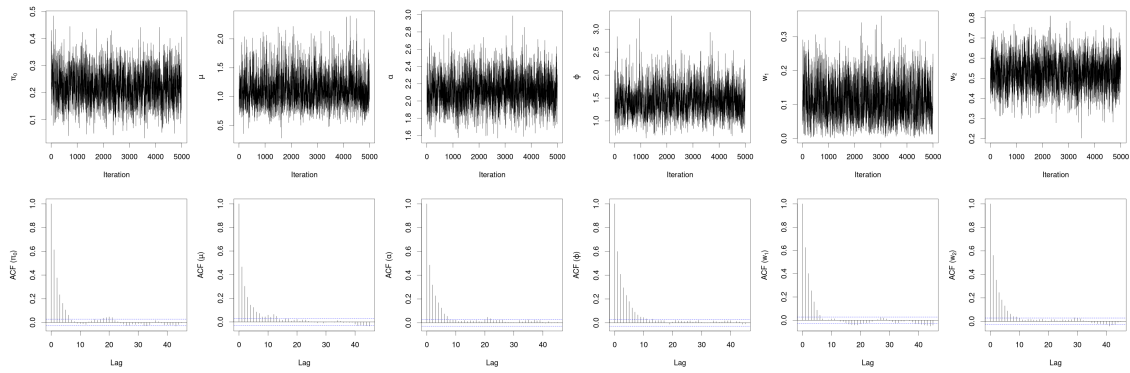 0.1 0.2 0.3 0.4 0.5
π0
0 1000 2000 3000 4000 5000
Iteration
0.5 1.0 1.5 2.0
μ
0 1000 2000 3000 4000 5000
Iteration
1.6 1.8 2.0 2.2 2.4 2.6 2.8 3.0
α
0 1000 2000 3000 4000 5000
Iteration
1.0 1.5 2.0 2.5 3.0
ϕ
0 1000 2000 3000 4000 5000
Iteration
0.0 0.1 0.2 0.3
w1
0 1000 2000 3000 4000 5000
Iteration
0.2 0.3 0.4 0.5 0.6 0.7 0.8
w2
0 1000 2000 3000 4000 5000
Iteration
0.0 0.2 0.4 0.6 0.8 1.0
ACF (π0)
0 10 20 30 40
Lag
0.0 0.2 0.4 0.6 0.8 1.0
ACF (μ)
0 10 20 30 40
Lag
0.0 0.2 0.4 0.6 0.8 1.0
ACF (α)
0 10 20 30 40
Lag
0.0 0.2 0.4 0.6 0.8 1.0
ACF (ϕ)
0 10 20 30 40
Lag
0.0 0.2 0.4 0.6 0.8 1.0
ACF (w1)
0 10 20 30 40
Lag
0.0 0.2 0.4 0.6 0.8 1.0
ACF (w2)
0 10 20 30 40
Lag